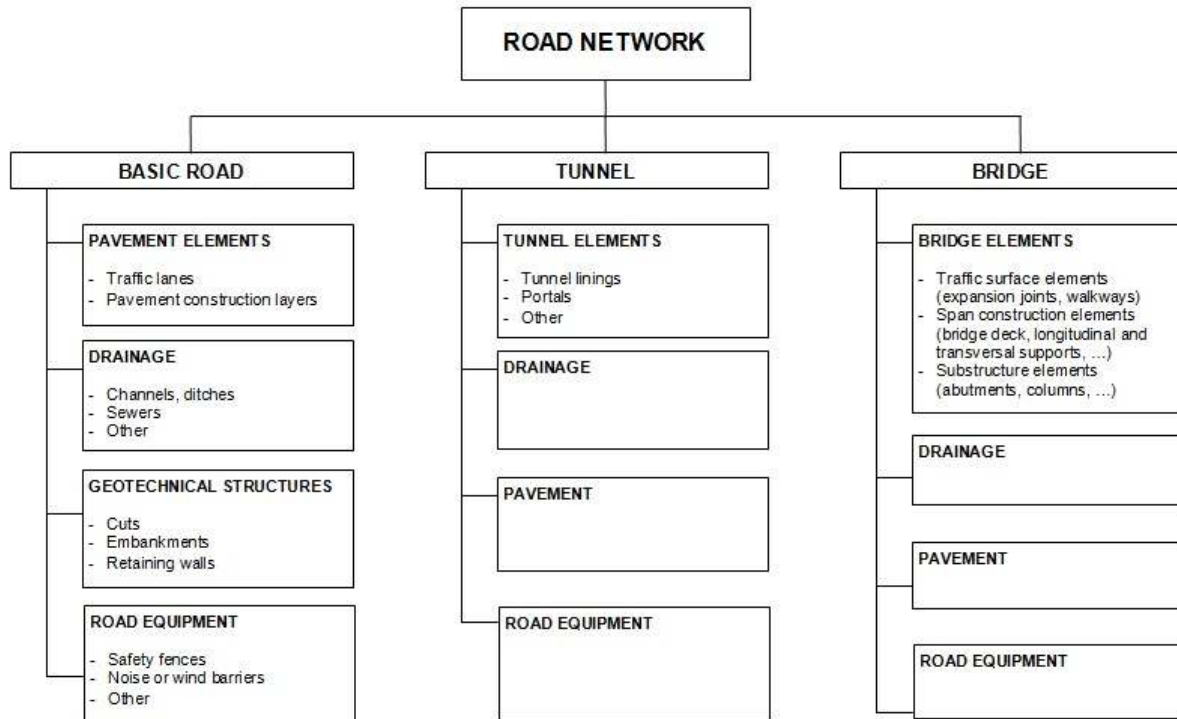 ROAD NETWORK
BASIC ROAD
PAVEMENT ELEMENTS
- Traffic lanes
- Pavement construction layers
DRAINAGE
- Channels, ditches
- Sewers
- Other
GEOTECHNICAL STRUCTURES
- Cuts
- Embankments
- Retaining walls
ROAD EQUIPMENT
- Safety fences
- Noise or wind barriers
- Other
TUNNEL
TUNNEL ELEMENTS
- Tunnel linings
- Portals
- Other
DRAINAGE
PAVEMENT
ROAD EQUIPMENT
BRIDGE
BRIDGE ELEMENTS
- Traffic surface elements
(expansion joints, walkways)
- Span construction elements
(bridge deck, longitudinal and
transversal supports, ...)
- Substructure elements
(abutments, columns, ...)
DRAINAGE
PAVEMENT
ROAD EQUIPMENT